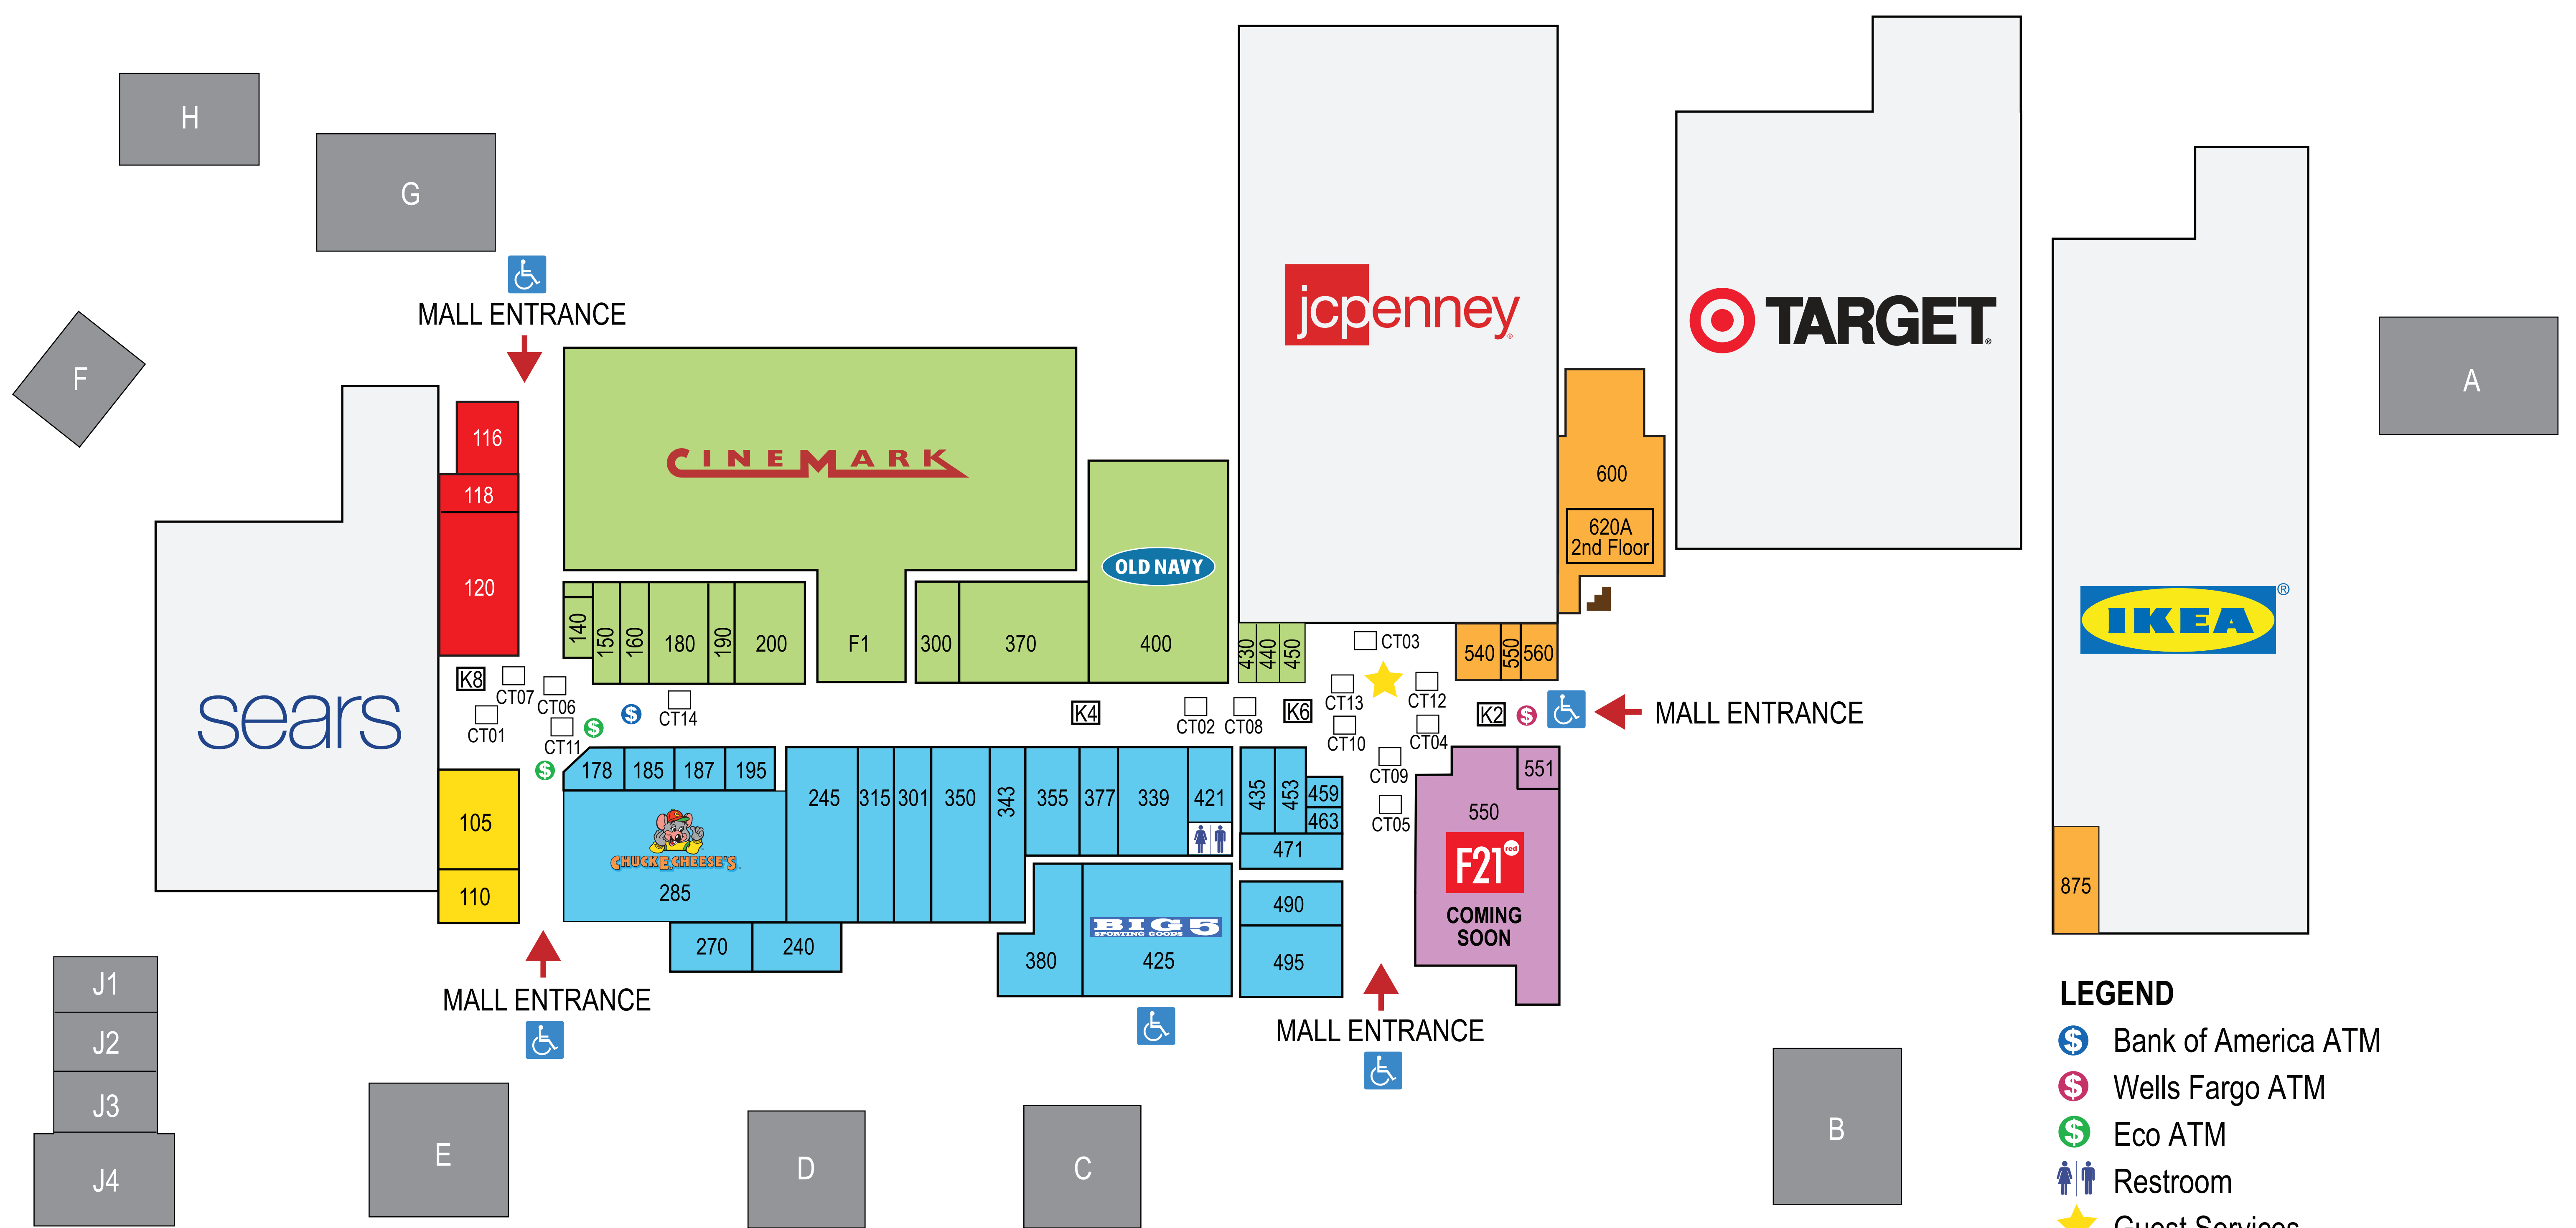 H
G
MALL ENTRANCE
F
116
118
120
sears
CINEMARK
OLD NAVY
jcpenney
TARGET
A
600
620A
2nd Floor
IKEA
®
140
150
160
180
190
200
F1
300
370
400
430
440
450
CT03
540
550
560
K8
CT07
CT06
CT01
CT11
CT14
K4
CT02
CT08
K6
CT13
CT12
CT10
CT04
K2
MALL ENTRANCE
CT09
CT05
105
110
178
185
187
195
CHUCK E. CHEESE'S
285
245
315
301
350
343
355
377
339
421
435
453
459
463
471
490
495
270
240
380
BIG 5
SPORTING GOODS
425
551
550
F21 red
COMING
SOON
875
MALL ENTRANCE
MALL ENTRANCE
J1
J2
J3
J4
E
D
C
B
LEGEND
Bank of America ATM
Wells Fargo ATM
Eco ATM
Restroom
Guest Services